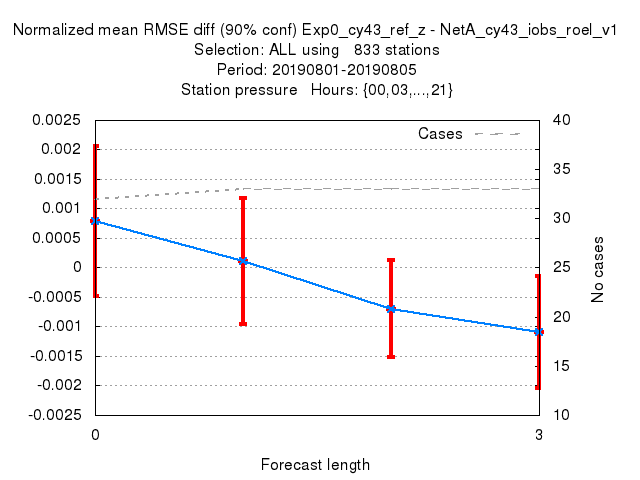 Normalized mean RMSE diff (90% conf) Exp0_cy43_ref_z - NetA_cy43_iobs_roel_v1
Selection: ALL using   833 stations
Period: 20190801-20190805
Station pressure   Hours: {00,03,...,21}
Cases
0.0025
0.002
0.0015
0.001
0.0005
0
-0.0005
-0.001
-0.0015
-0.002
-0.0025
40
35
30
25
20
15
10
No cases
0
3
Forecast length